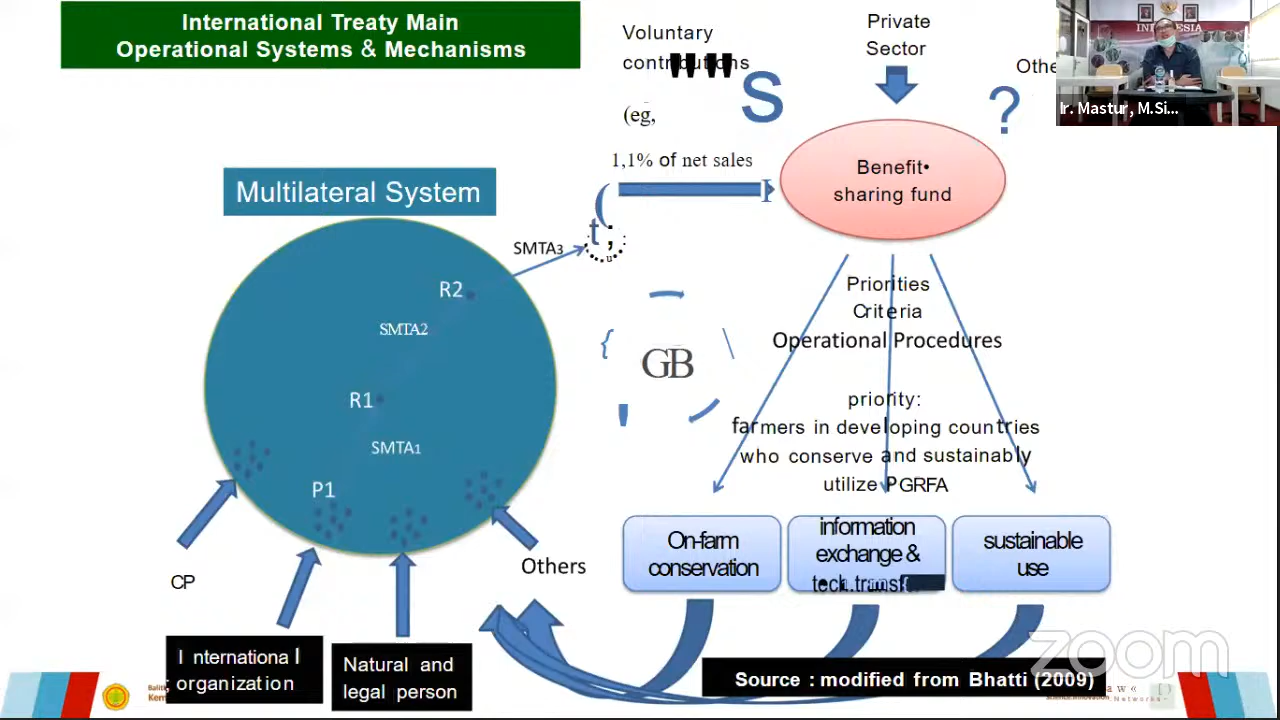 International Treaty Main
Operational Systems & Mechanisms
Voluntary
contributions
(eg,
S
Private
Sector
Othe
?
INDONESIA
Ir. Mastur, M.Si...
1,1% of net sales
Benefit•
sharing fund
Multilateral System
SMTA3
R2
SMTA2
R1
SMTA1
P1
GB
Priorities
Criteria
Operational Procedures
priority:
farmers in developing countries
who conserve and sustainably
utilize PGRFA
On-farm
conservation
information
exchange &
sustainable
use
CP
Others
International
organization
Natural and
legal person
Source : modified from Bhatti (2009)
zoom